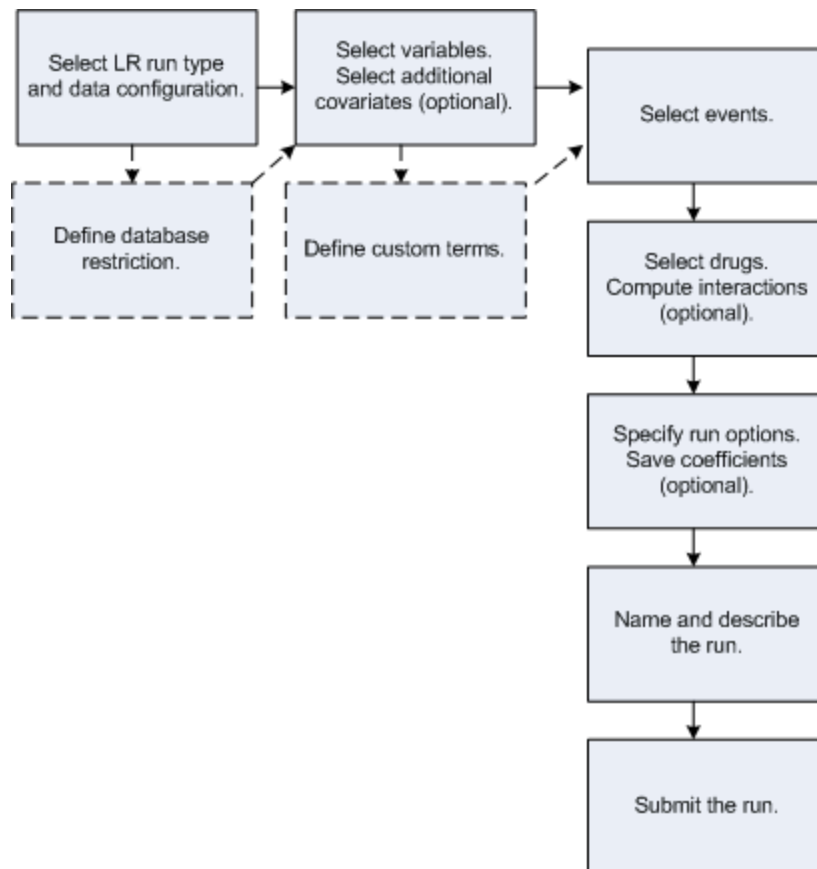 Select LR run type
and data configuration.
Select variables.
Select additional
covariates (optional).
Select events.
Define database
restriction.
Define custom terms.
Select drugs.
Compute interactions
(optional).
Specify run options.
Save coefficients
(optional).
Name and describe
the run.
Submit the run.